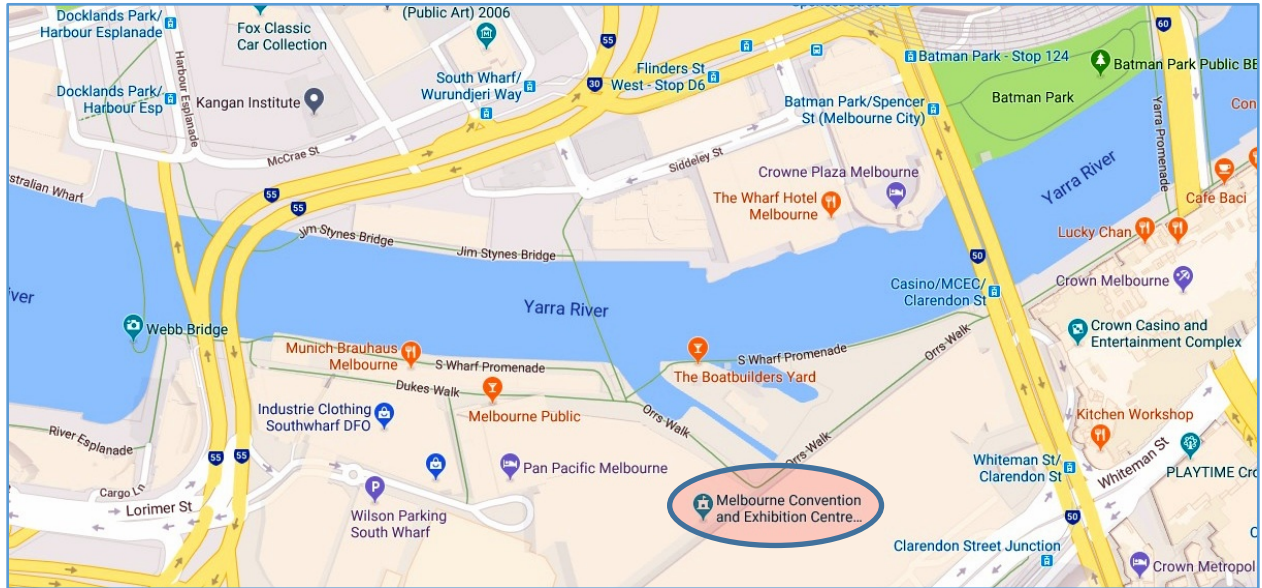 Docklands Park/
Harbour Esplanade
Fox Classic
Car Collection
(Public Art) 2006
55
60
Docklands Park/
Harbour Esp
Harbour Esplanade
Kangan Institute
South Wharf/
Wurundjeri Way
30
Flinders St
West - Stop D6
Batman Park - Stop 124
Batman Park Public BB
Batman Park
Batman Park/Spencer
St (Melbourne City)
Yarra Promenade
Con
McCrae St
Siddeley St
Crowne Plaza Melbourne
The Wharf Hotel
Melbourne
Yarra River
Cafe Baci
Lucky Chan
stralian Wharf
55
55
Jim Stynes Bridge
Jim Stynes Bridge
50
Casino/MCEC/
Clarendon St
Crown Melbourne
iver
Yarra River
Webb Bridge
Crown Casino and
Entertainment Complex
Munich Brauhaus
Melbourne
S Wharf Promenade
S Wharf Promenade
Orrs Walk
The Boatbuilders Yard
Dukes Walk
Melbourne Public
Industrie Clothing
Southwharf DFO
Orrs Walk
Orrs Walk
Kitchen Workshop
River Esplanade
55
55
Pan Pacific Melbourne
Whiteman St/
Clarendon St
Whiteman St
PLAYTIME Cro
Cargo Ln
Lorimer St
P
Wilson Parking
South Wharf
Melbourne Convention
and Exhibition Centre...
50
Clarendon Street Junction
C
Crown Metropol